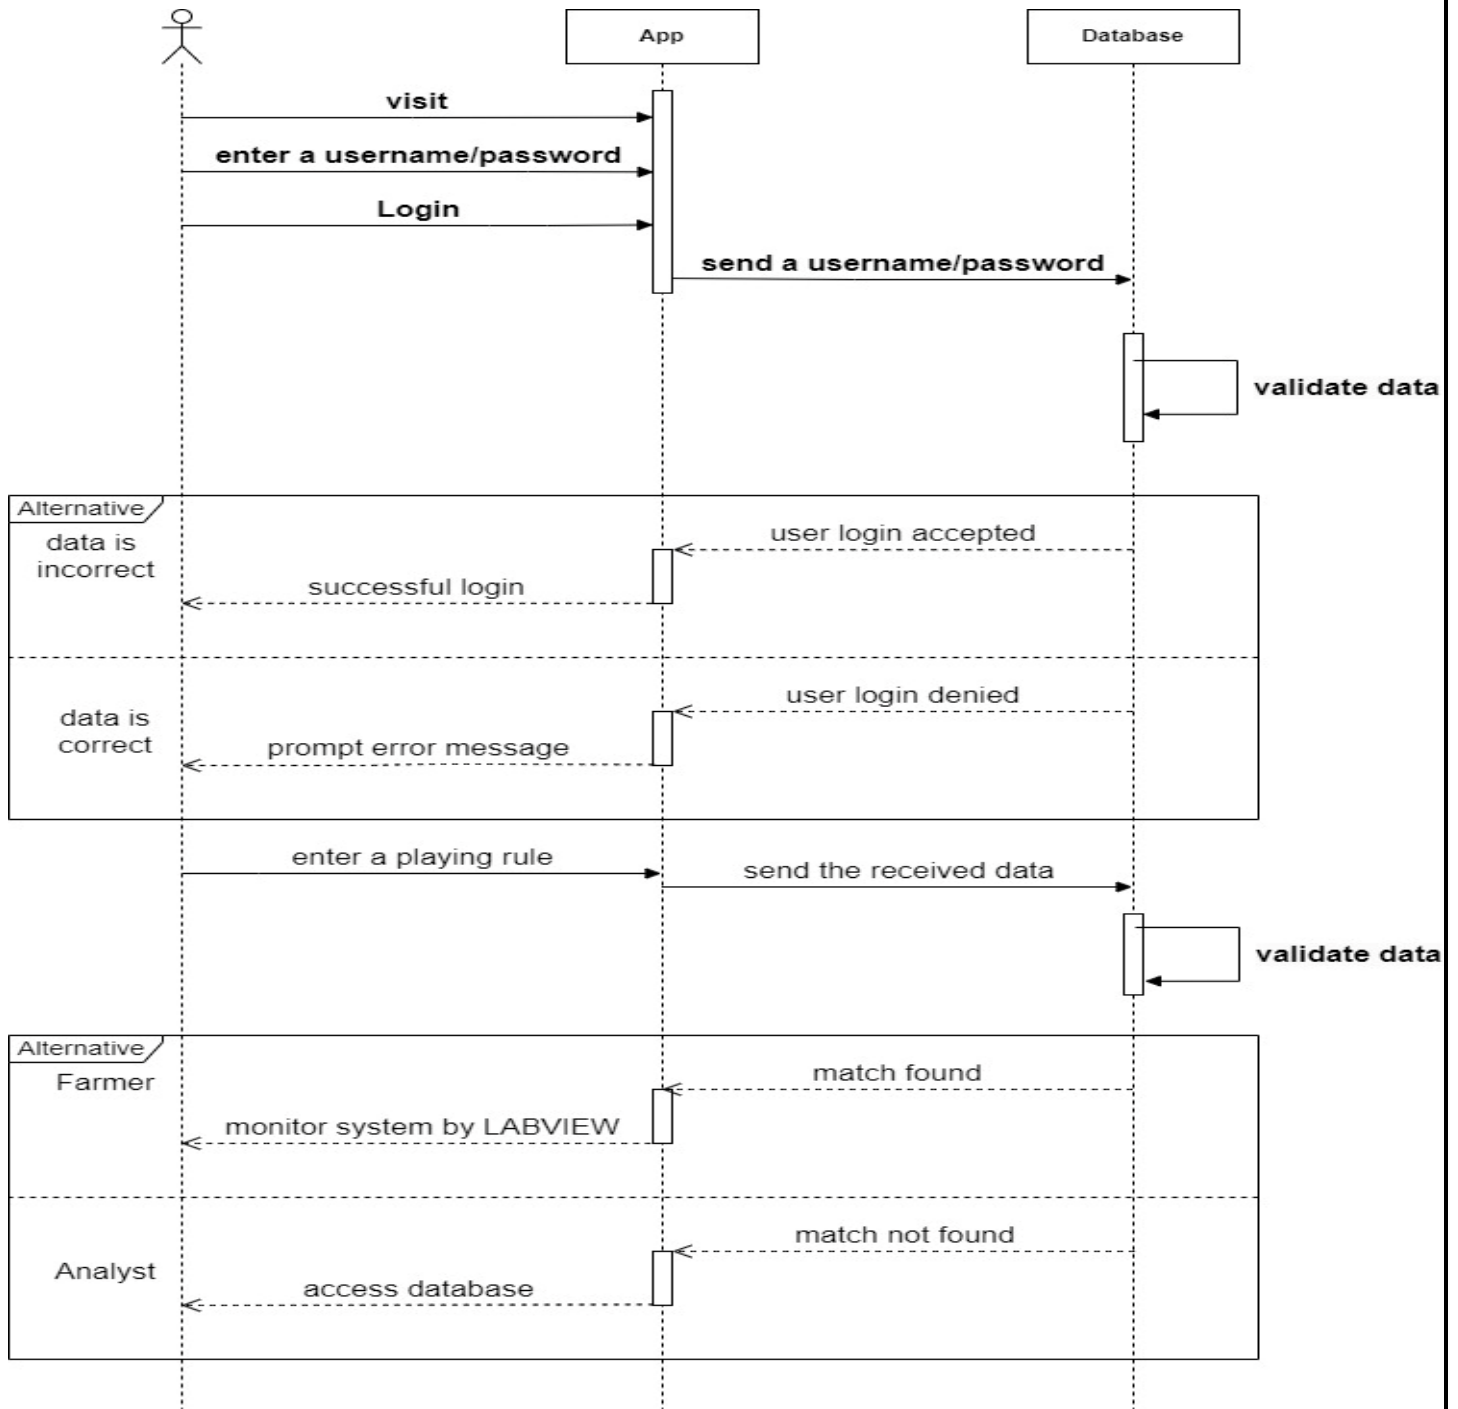 App
Database
visit
enter a username/password
Login
send a username/password
validate data
Alternative
data is
incorrect
user login accepted
successful login
data is
correct
user login denied
prompt error message
enter a playing rule
send the received data
validate data
Alternative
Farmer
match found
monitor system by LABVIEW
match not found
Analyst
access database